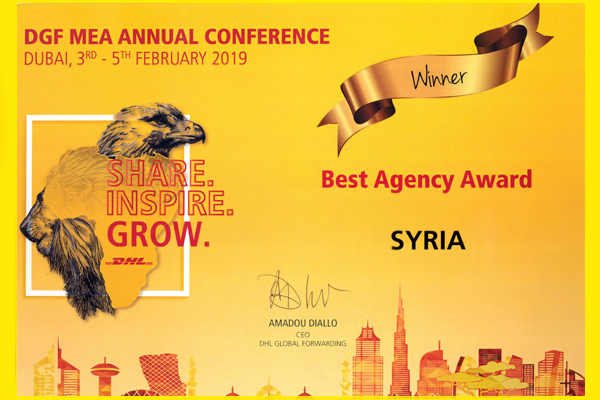 DGF MEA ANNUAL CONFERENCE
DUBAI, 3RD - 5TH FEBRUARY 2019
Winner
SHARE.
INSPIRE.
GROW.
DHL
Best Agency Award
SYRIA
AMADOU DIALLO
CEO
DHL GLOBAL FORWARDING